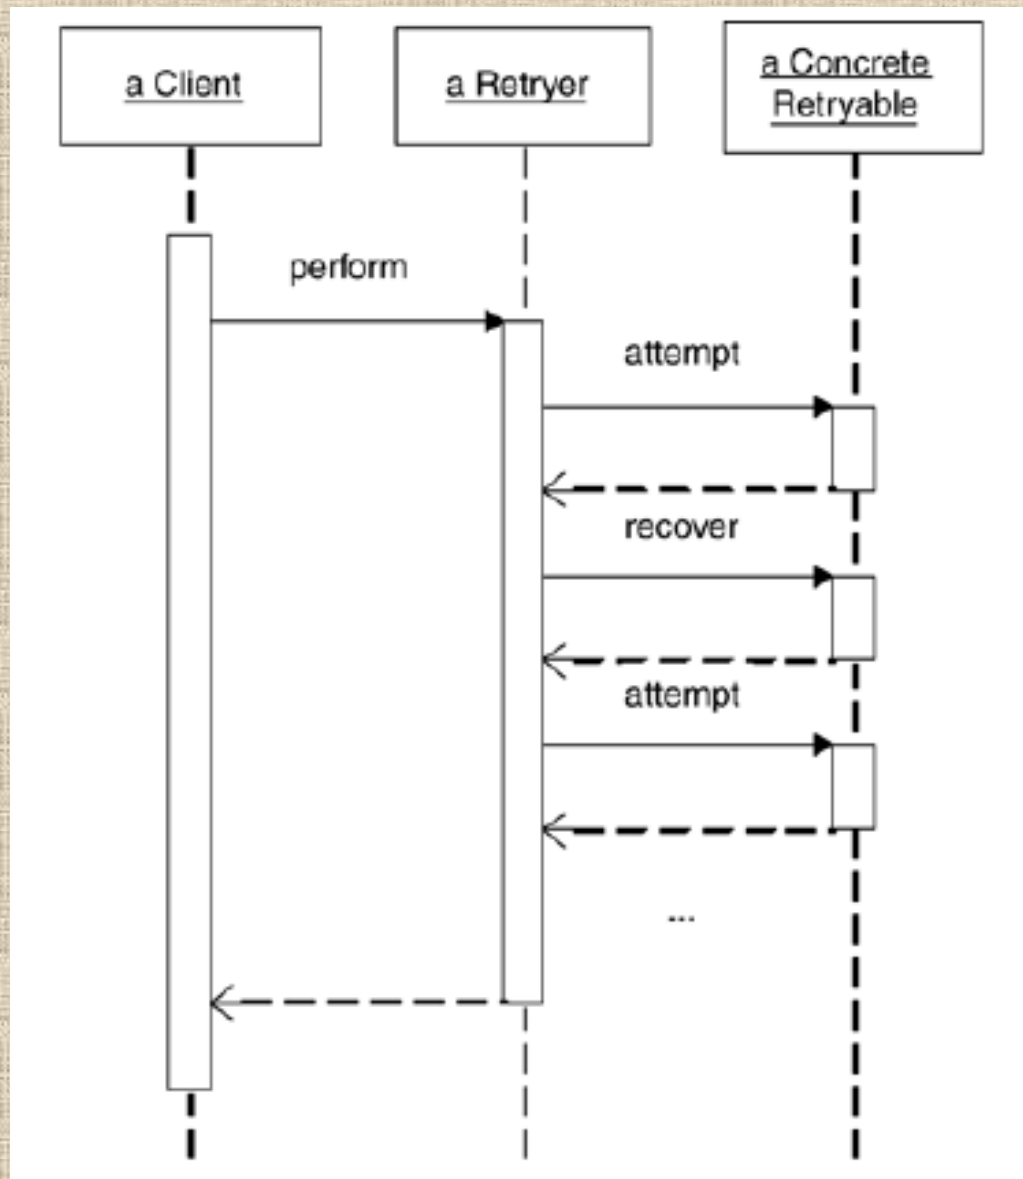 a Client
a Retryer
a Concrete
Retryable
perform
attempt
recover
attempt
...